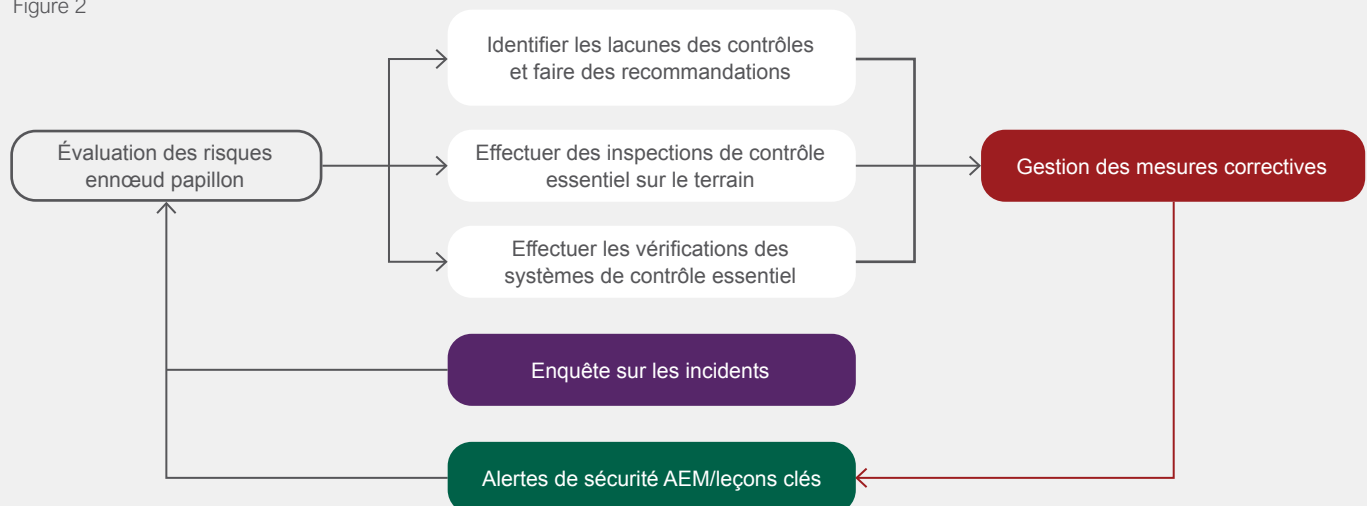 Figure 2
Identifier les lacunes des contrôles
et faire des recommandations
Évaluation des risques
ennœud papillon
Effectuer des inspections de contrôle
essentiel sur le terrain
Gestion des mesures correctives
Effectuer les vérifications des
systèmes de contrôle essentiel
Enquête sur les incidents
Alertes de sécurité AEM/leçons clés